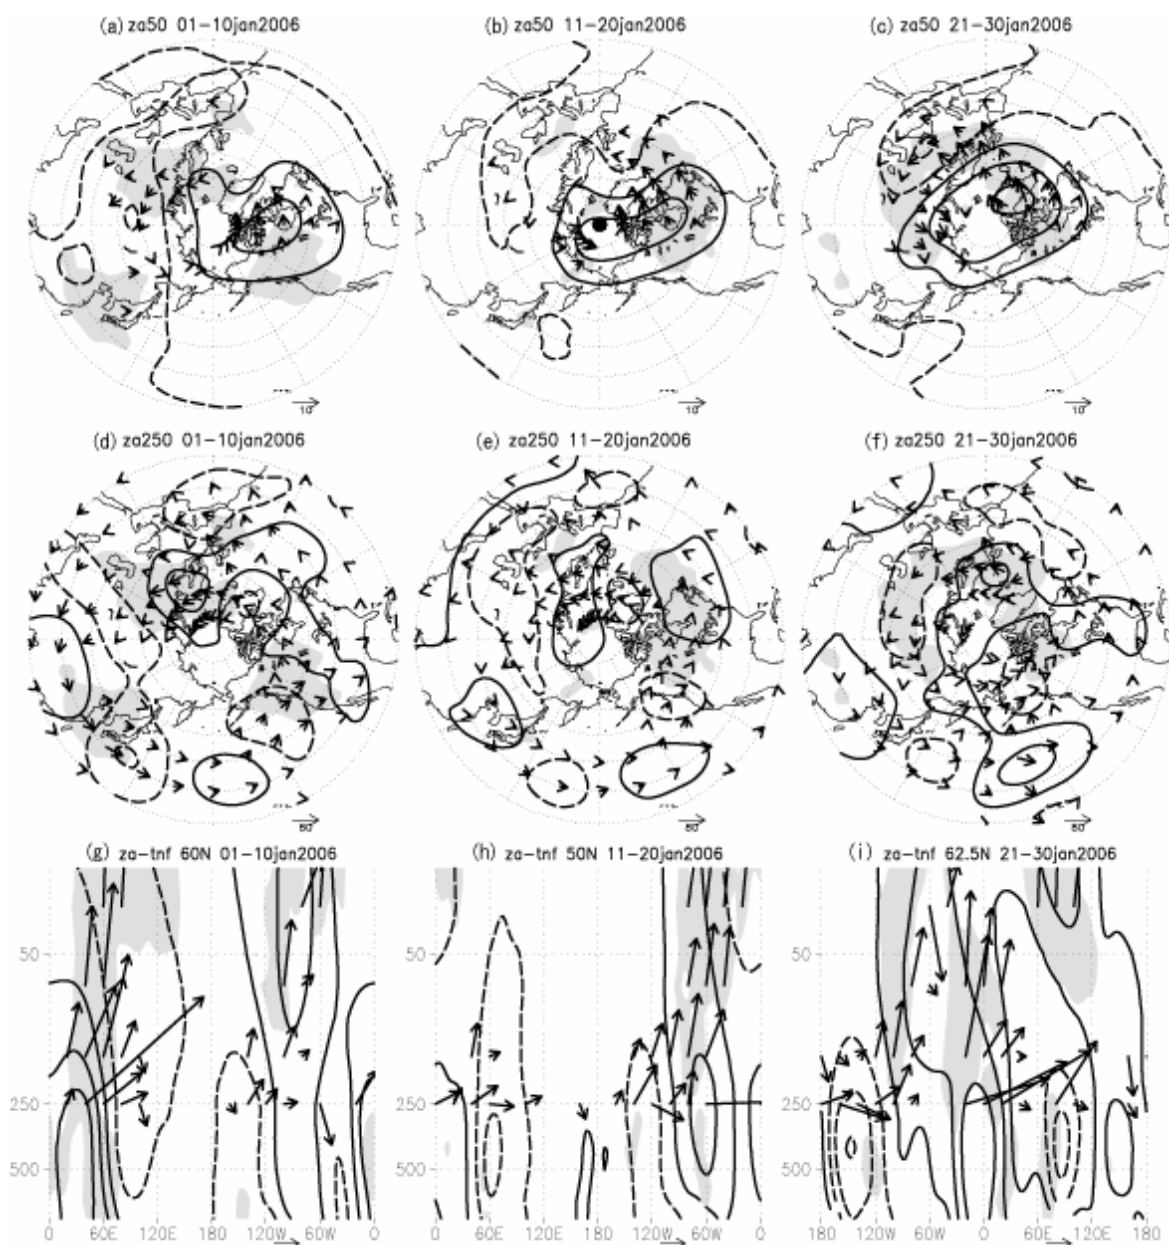 (a) za50 01-10jan2006
(b) za50 11-20jan2006
(c) za50 21-30jan2006
10
10
10
(d) za250 01-10jan2006
(e) za250 11-20jan2006
(f) za250 21-30jan2006
(g) za-tnf 60N 01-10jan2006
(h) za-tnf 50N 11-20jan2006
(i) za-tnf 62.5N 21-30jan2006
50
50
50
250
250
250
500
500
500
0 60E 120E 180 120W 60W 0
0 60E 120E 180 120W 60W 0
180 120W 60W 0 60E 120E 180